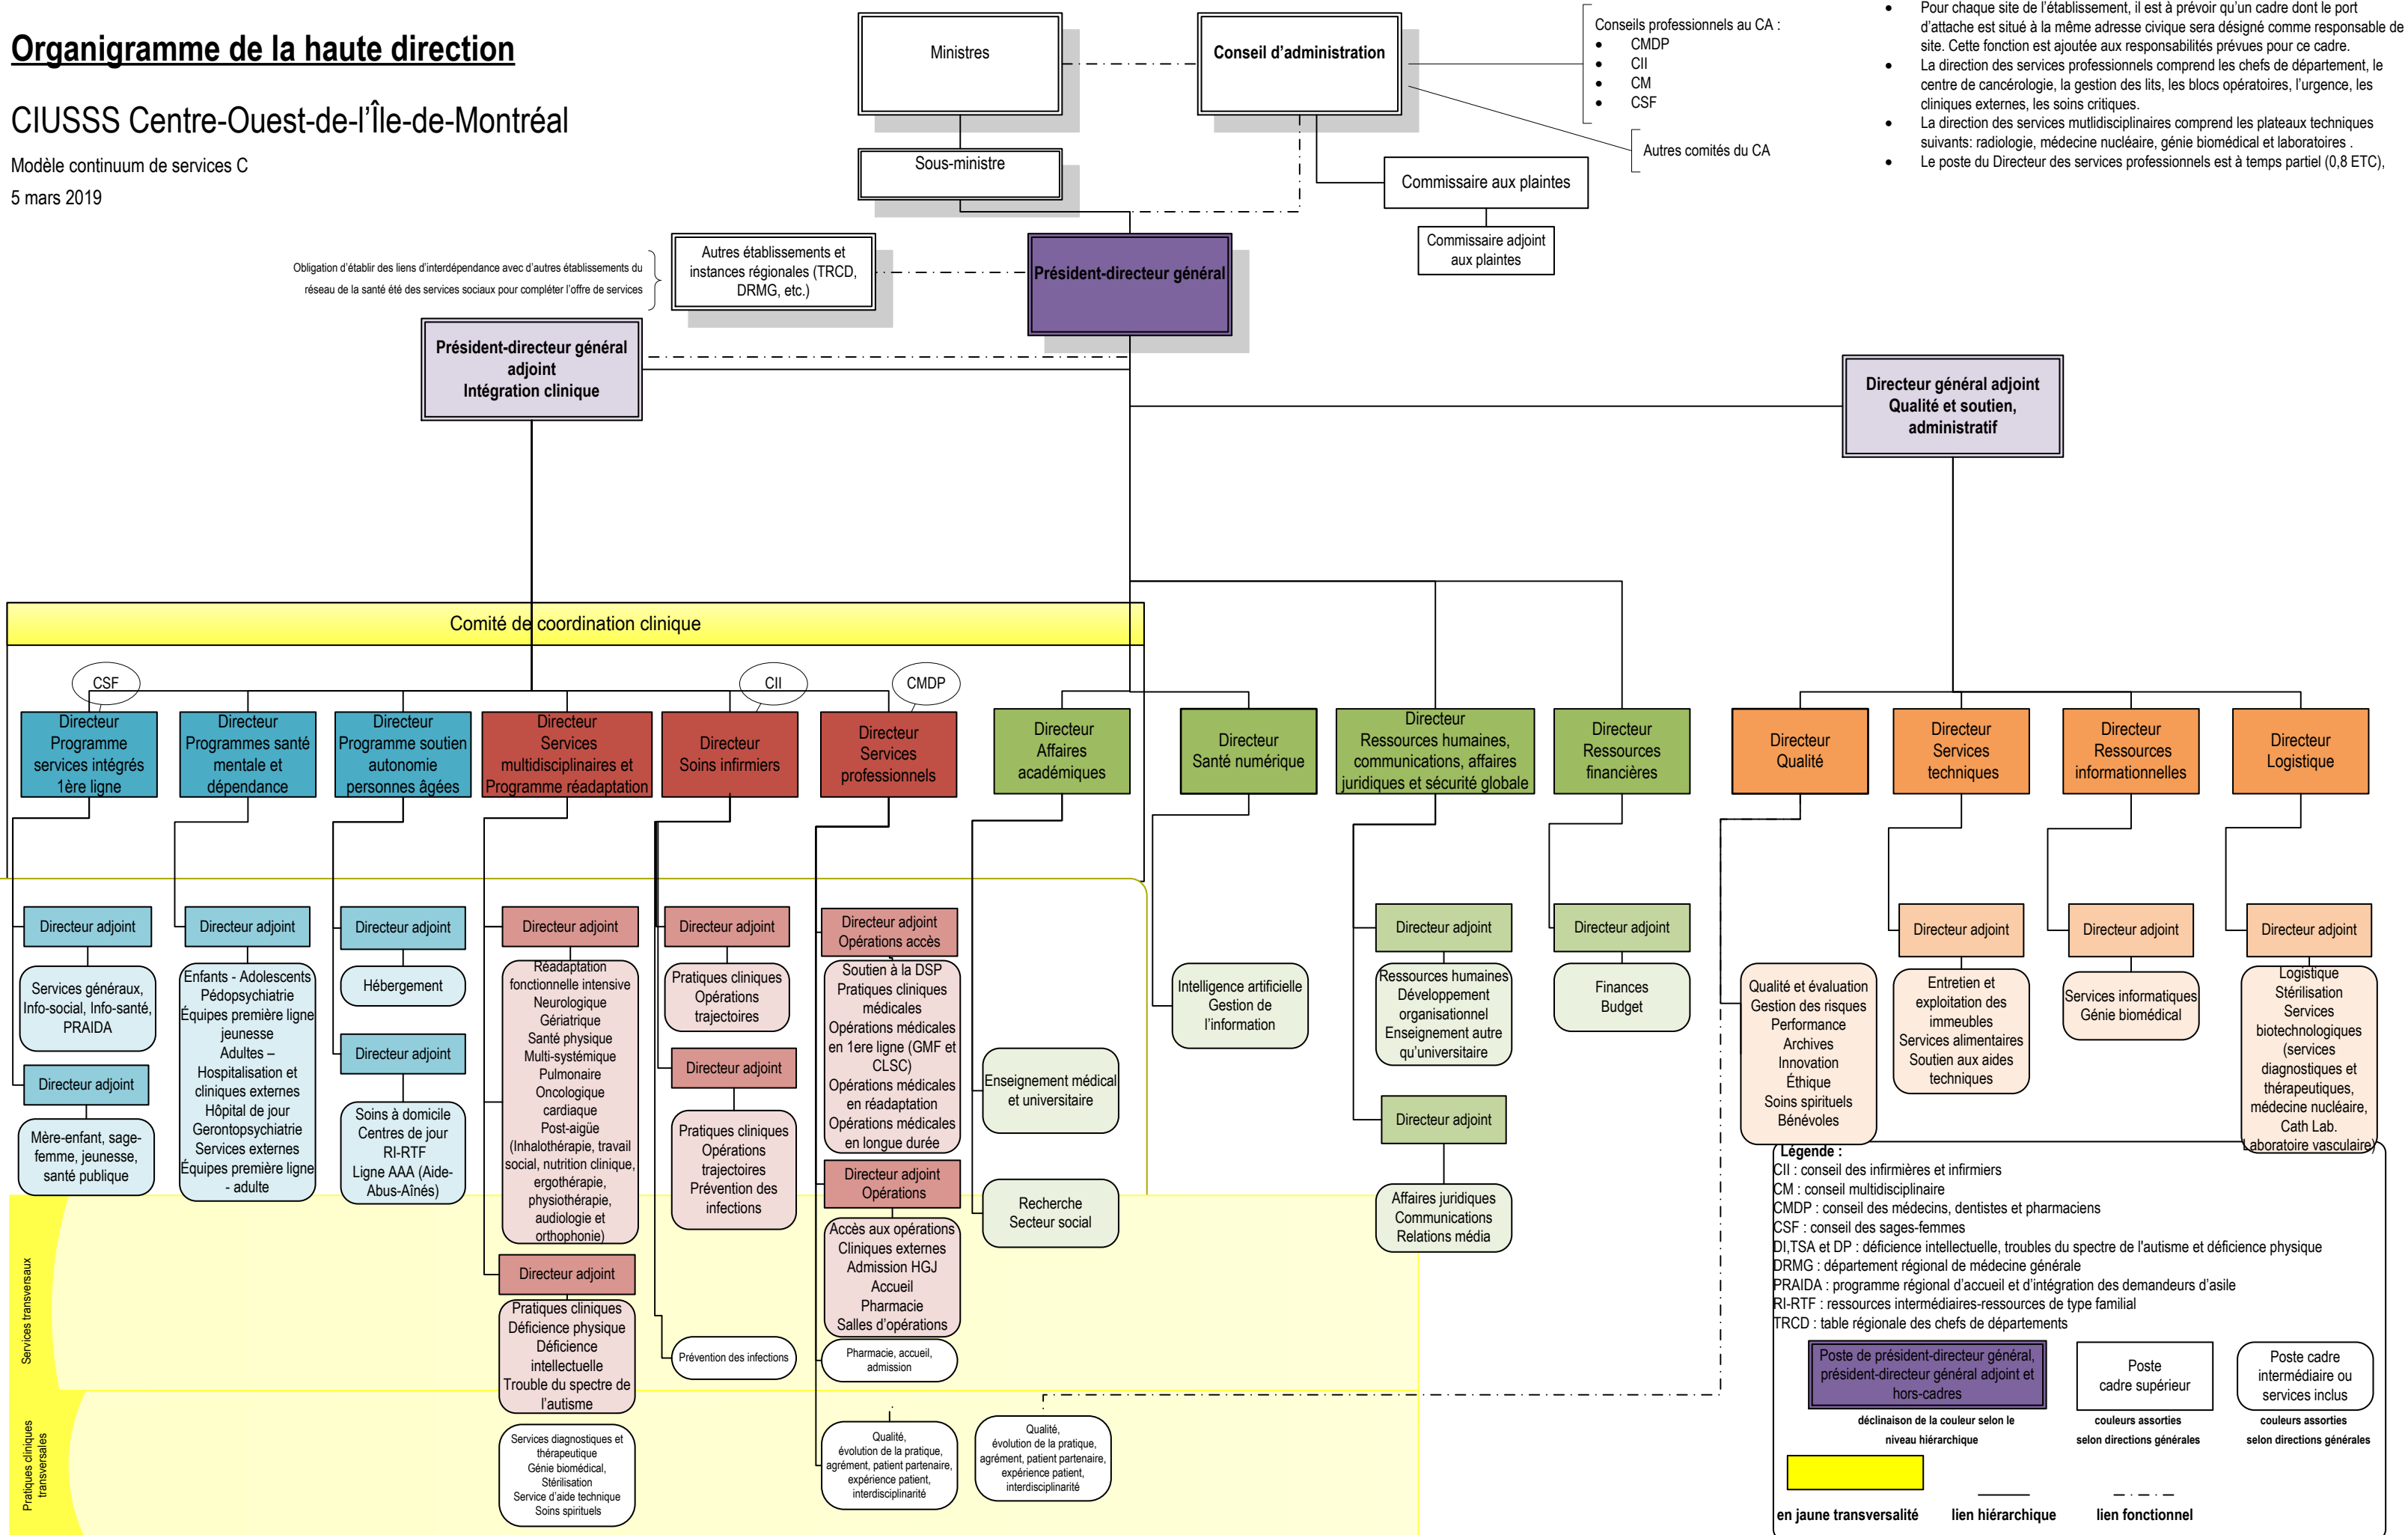 Organigramme de la haute direction
CIUSSS Centre-Ouest-de-l'Île-de-Montréal
Modèle continuum de services C
5 mars 2019
Ministres
Conseil d'administration
Conseils professionnels au CA :
• CMDP
• CII
• CM
• CSF
Autres comités du CA
• Pour chaque site de l'établissement, il est à prévoir qu'un cadre dont le port
d'attache est situé à la même adresse civique sera désigné comme responsable de
site. Cette fonction est ajoutée aux responsabilités prévues pour ce cadre.
• La direction des services professionnels comprend les chefs de département, le
centre de cancérologie, la gestion des lits, les blocs opératoires, l'urgence, les
cliniques externes, les soins critiques.
• La direction des services mutlidisciplinaires comprend les plateaux techniques
suivants: radiologie, médecine nucléaire, génie biomédical et laboratoires .
• Le poste du Directeur des services professionnels est à temps partiel (0,8 ETC),
Sous-ministre
Commissaire aux plaintes
Commissaire adjoint
aux plaintes
Obligation d'établir des liens d'interdépendance avec d'autres établissements du
réseau de la santé été des services sociaux pour compléter l'offre de services
Autres établissements et
instances régionales (TRCD,
DRMG, etc.)
Président-directeur général
Président-directeur général
adjoint
Intégration clinique
Directeur général adjoint
Qualité et soutien,
administratif
Comité de coordination clinique
CSF
CII
CMDP
Directeur
Programme
services intégrés
1ère ligne
Directeur
Programmes santé
mentale et
dépendance
Directeur
Programme soutien
autonomie
personnes âgées
Directeur
Services
multidisciplinaires et
Programme réadaptation
Directeur
Soins infirmiers
Directeur
Services
professionnels
Directeur
Affaires
académiques
Directeur
Santé numérique
Directeur
Ressources humaines,
communications, affaires
juridiques et sécurité globale
Directeur
Ressources
financières
Directeur
Qualité
Directeur
Services
techniques
Directeur
Ressources
informationnelles
Directeur
Logistique
Directeur adjoint
Services généraux,
Info-social, Info-santé,
PRAIDA
Directeur adjoint
Mère-enfant, sage-
femme, jeunesse,
santé publique
Directeur adjoint
Enfants - Adolescents
Pédopsychiatrie
Équipes première ligne
jeunesse
Adultes –
Hospitalisation et
cliniques externes
Hôpital de jour
Gerontopsychiatrie
Services externes
Équipes première ligne
- adulte
Directeur adjoint
Hébergement
Directeur adjoint
Soins à domicile
Centres de jour
RI-RTF
Ligne AAA (Aide-
Abus-Aînés)
Directeur adjoint
Réadaptation
fonctionnelle intensive
Neurologique
Gériatrique
Santé physique
Multi-systémique
Pulmonaire
Oncologique
cardiaque
Post-aigüe
(Inhalothérapie, travail
social, nutrition clinique,
ergothérapie,
physiothérapie,
audiologie et
orthophonie)
Directeur adjoint
Pratiques cliniques
Déficience physique
Déficience
intellectuelle
Trouble du spectre de
l'autisme
Services diagnostiques et
thérapeutique
Génie biomédical,
Stérilisation
Service d'aide technique
Soins spirituels
Directeur adjoint
Pratiques cliniques
Opérations
trajectoires
Directeur adjoint
Pratiques cliniques
Opérations
trajectoires
Prévention des
infections
Prévention des infections
Directeur adjoint
Opérations accès
Soutien à la DSP
Pratiques cliniques
médicales
Opérations médicales
en 1ere ligne (GMF et
CLSC)
Opérations médicales
en réadaptation
Opérations médicales
en longue durée
Directeur adjoint
Opérations
Accès aux opérations
Cliniques externes
Admission HGJ
Accueil
Pharmacie
Salles d'opérations
Pharmacie, accueil,
admission
Qualité,
évolution de la pratique,
agrément, patient partenaire,
expérience patient,
interdisciplinarité
Enseignement médical
et universitaire
Recherche
Secteur social
Qualité,
évolution de la pratique,
agrément, patient partenaire,
expérience patient,
interdisciplinarité
Intelligence artificielle
Gestion de
l'information
Directeur adjoint
Ressources humaines
Développement
organisationnel
Enseignement autre
qu'universitaire
Directeur adjoint
Affaires juridiques
Communications
Relations média
Directeur adjoint
Finances
Budget
Qualité et évaluation
Gestion des risques
Performance
Archives
Innovation
Éthique
Soins spirituels
Bénévoles
Directeur adjoint
Entretien et
exploitation des
immeubles
Services alimentaires
Soutien aux aides
techniques
Directeur adjoint
Services informatiques
Génie biomédical
Directeur adjoint
Logistique
Stérilisation
Services
biotechnologiques
(services
diagnostiques et
thérapeutiques,
médecine nucléaire,
Cath Lab.
Laboratoire vasculaire)
Services transversaux
Pratiques cliniques
transversales
Légende :
CII : conseil des infirmières et infirmiers
CM : conseil multidisciplinaire
CMDP : conseil des médecins, dentistes et pharmaciens
CSF : conseil des sages-femmes
DI,TSA et DP : déficience intellectuelle, troubles du spectre de l'autisme et déficience physique
DRMG : département régional de médecine générale
PRAIDA : programme régional d'accueil et d'intégration des demandeurs d'asile
RI-RTF : ressources intermédiaires-ressources de type familial
TRCD : table régionale des chefs de départements
Poste de président-directeur général,
président-directeur général adjoint et
hors-cadres
déclinaison de la couleur selon le
niveau hiérarchique
Poste
cadre supérieur
couleurs assorties
selon directions générales
Poste cadre
intermédiaire ou
services inclus
couleurs assorties
selon directions générales
en jaune transversalité
lien hiérarchique
lien fonctionnel